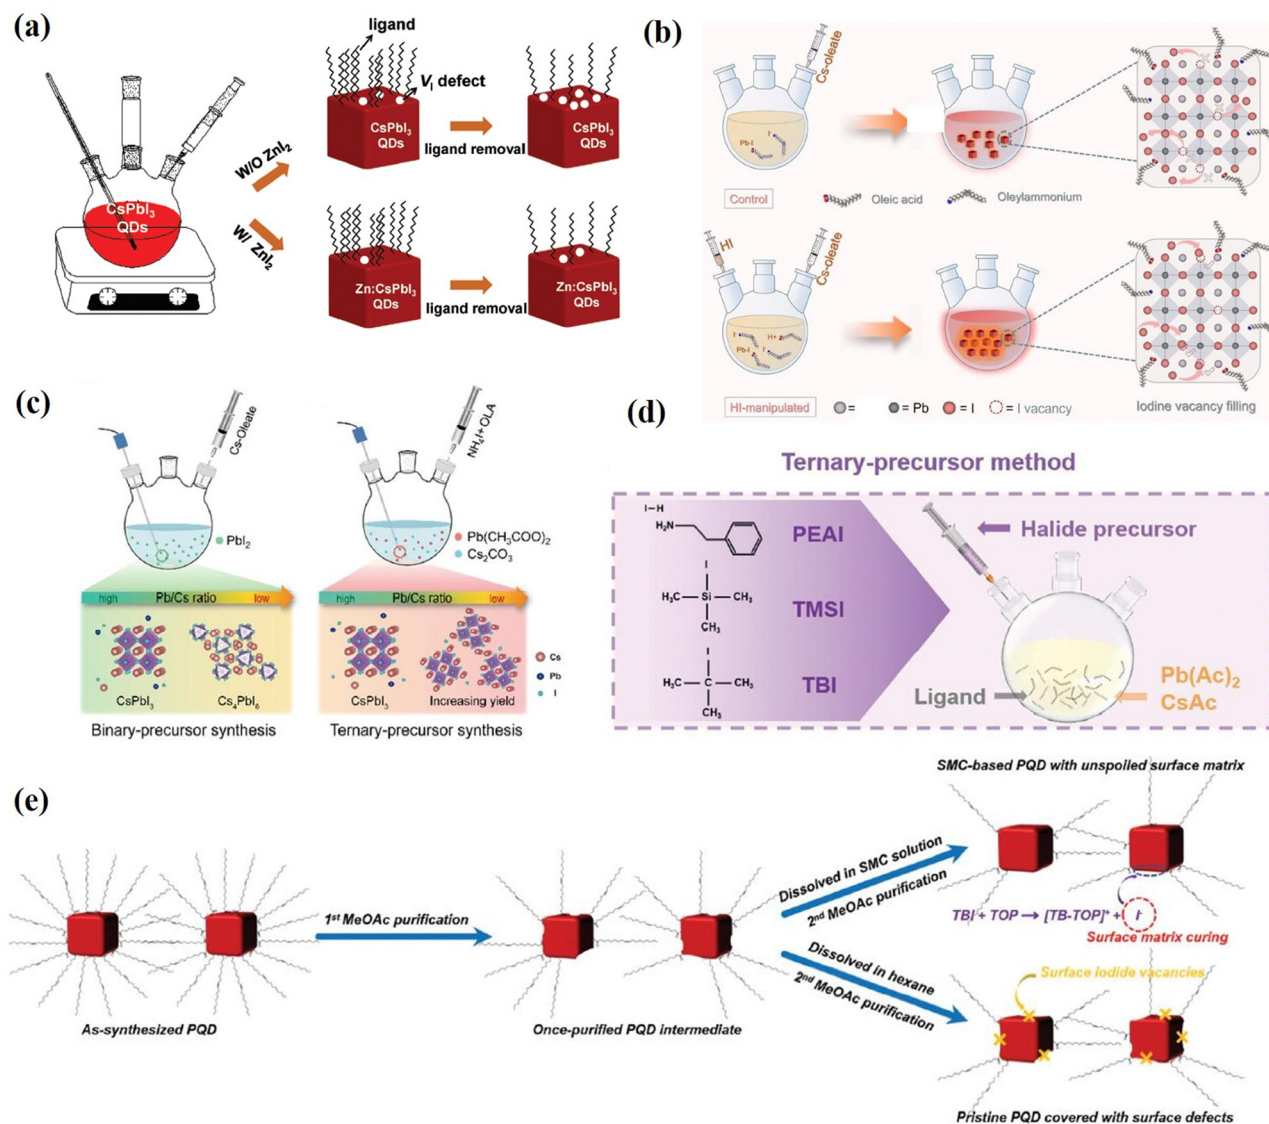 (a)
ligand
V_I defect
CsPbI₃
QDs
ligand removal
CsPbI₃
QDs
W/O ZnI₂
W/ ZnI₂
CsPbI₃
QDs
Zn:CsPbI₃
QDs
ligand removal
Zn:CsPbI₃
QDs
(b)
Cs-oleate
I⁻
Pb-I
Control
Oleic acid
Oleylammonium
HI
Cs-oleate
I⁻
H+
Pb-I
I⁻
HI-manipulated
=
= Pb
= I
= I vacancy
Iodine vacancy filling
(c)
Cs-Oleate
PbI₂
NH₄I+OLA
Pb(CH₃COO)₂
Cs₂CO₃
high
Pb/Cs ratio
low
CsPbI₃
Cs₄PbI₆
Binary-precursor synthesis
high
Pb/Cs ratio
low
CsPbI₃
Increasing yield
Ternary-precursor synthesis
Cs
Pb
I
(d)
Ternary-precursor method
I—H
H₂N
PEAI
I
H₃C—Si—CH₃
CH₃
TMSI
I
H₃C—C—CH₃
CH₃
TBI
Halide precursor
Ligand
Pb(Ac)₂
CsAc
(e)
As-synthesized PQD
1st MeOAc purification
Once-purified PQD intermediate
Dissolved in SMC solution
2nd MeOAc purification
Dissolved in hexane
2nd MeOAc purification
SMC-based PQD with unspoiled surface matrix
TBI + TOP → [TB-TOP]⁺ + I⁻
Surface matrix curing
Surface iodide vacancies
Pristine PQD covered with surface defects